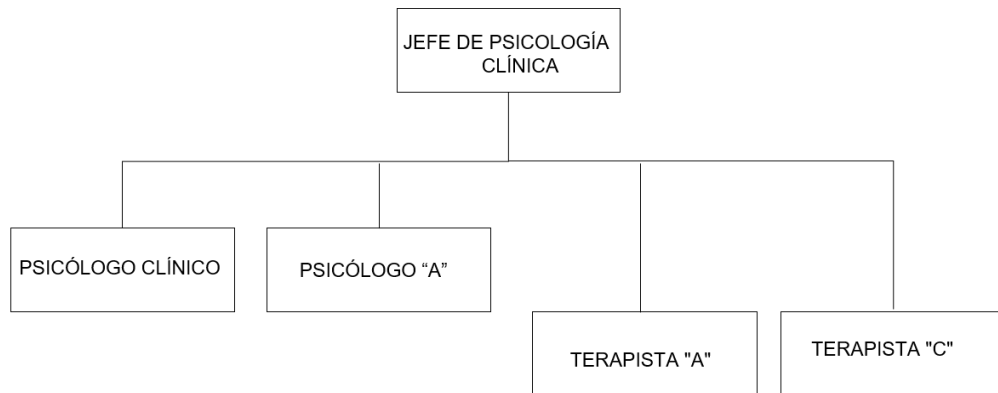 JEFE DE PSICOLOGÍA
CLÍNICA
PSICÓLOGO CLÍNICO
PSICÓLOGO “A”
TERAPISTA "A"
TERAPISTA "C"